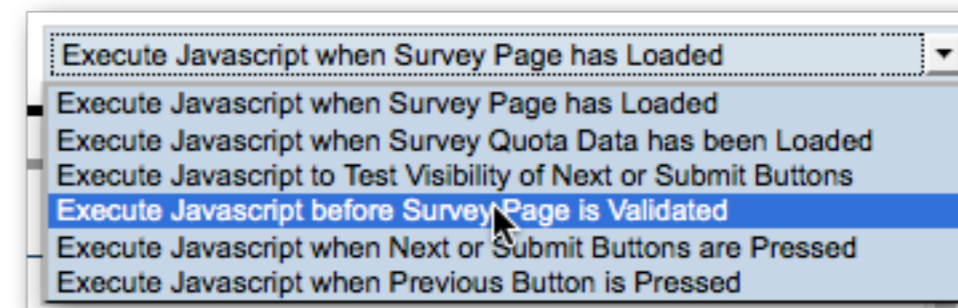 Execute Javascript when Survey Page has Loaded
Execute Javascript when Survey Page has Loaded
Execute Javascript when Survey Quota Data has been Loaded
Execute Javascript to Test Visibility of Next or Submit Buttons
Execute Javascript before Survey Page is Validated
Execute Javascript when Next or Submit Buttons are Pressed
Execute Javascript when Previous Button is Pressed